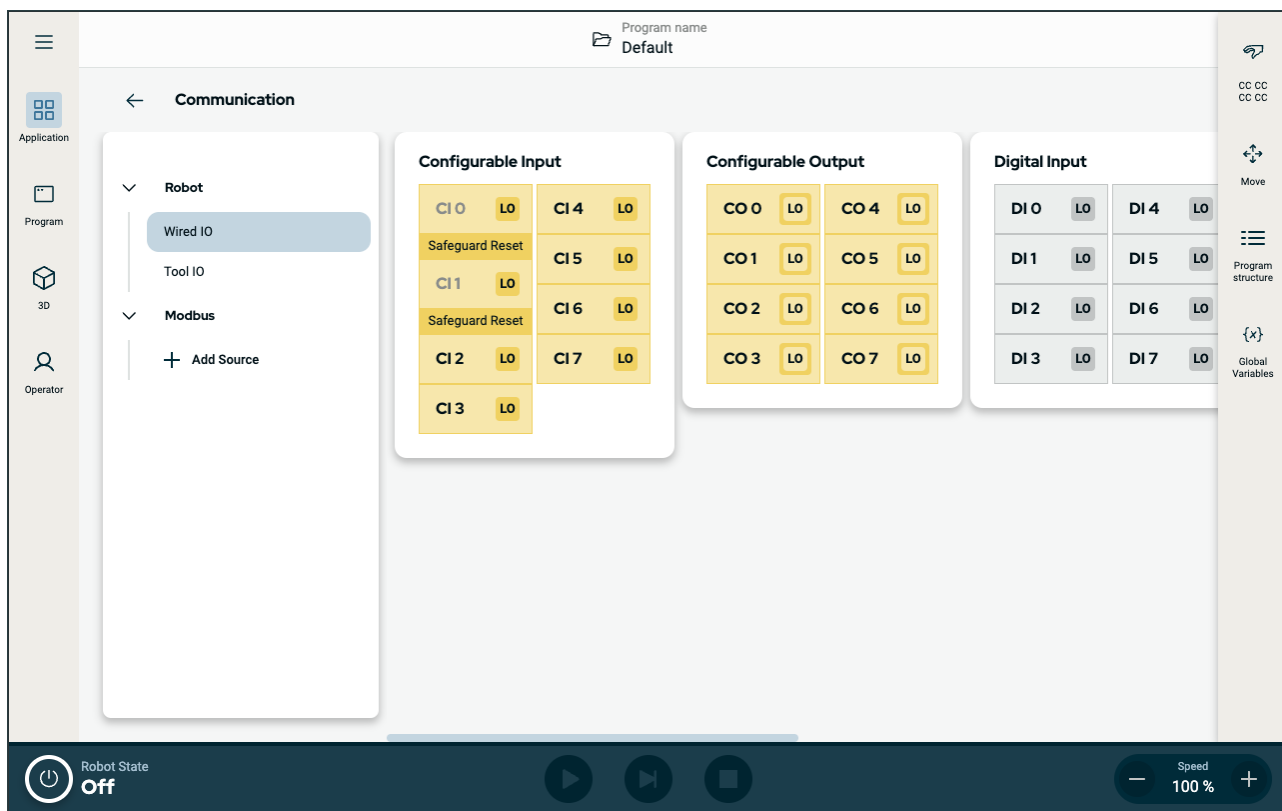 Program name
Default
Application
Program
3D
Operator
Communication
Robot
Wired IO
Tool IO
Modbus
Add Source
Configurable Input
CI 0 LO CI 4 LO
Safeguard Reset
CI 5 LO
CI 1 LO
CI 6 LO
Safeguard Reset
CI 2 LO CI 7 LO
CI 3 LO
Configurable Output
CO 0 LO CO 4 LO
CO 1 LO CO 5 LO
CO 2 LO CO 6 LO
CO 3 LO CO 7 LO
Digital Input
DI 0 LO DI 4 LO
DI 1 LO DI 5 LO
DI 2 LO DI 6 LO
DI 3 LO DI 7 LO
CC CC
CC CC
Move
Program
structure
{x}
Global
Variables
Robot State
Off
Speed
100 %